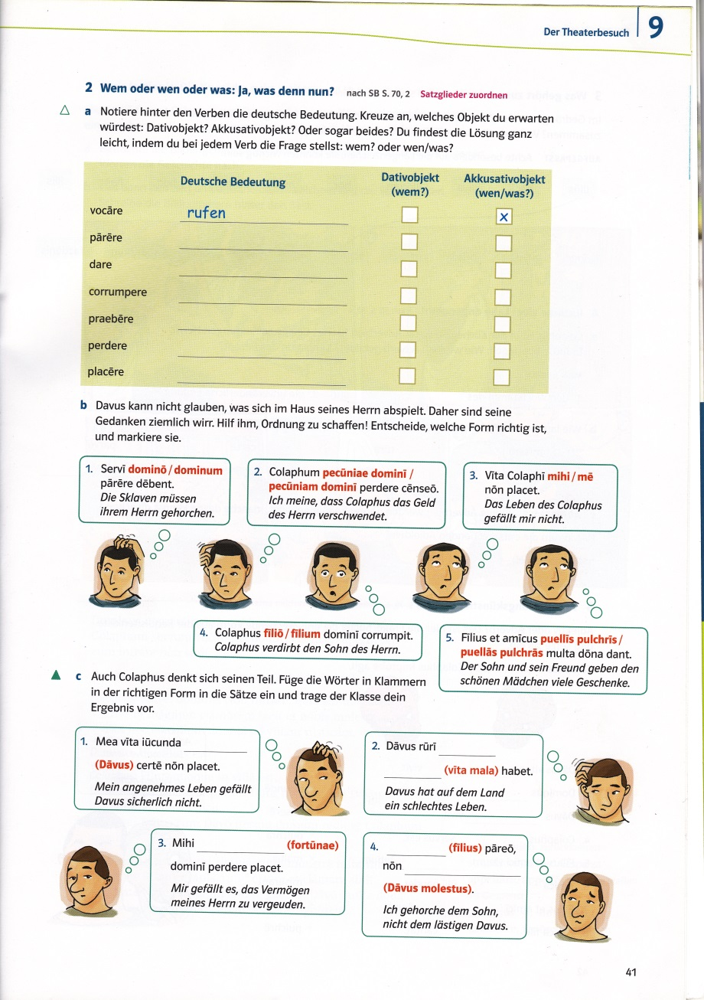 Der Theaterbesuch 9
2 Wem oder wen oder was: Ja, was denn nun? nach SB S. 70, 2 Satzglieder zuordnen
a Notiere hinter den Verben die deutsche Bedeutung. Kreuze an, welches Objekt du erwarten
würdest: Dativobjekt? Akkusativobjekt? Oder sogar beides? Du findest die Lösung ganz
leicht, indem du bei jedem Verb die Frage stellst: wem? oder wen/was?
Deutsche Bedeutung Dativobjekt Akkusativobjekt
(wem?) (wen/was?)
vocāre rufen x
pārēre
dare
corrumpere
praebēre
perdere
placēre
b Davus kann nicht glauben, was sich im Haus seines Herrn abspielt. Daher sind seine
Gedanken ziemlich wirr. Hilf ihm, Ordnung zu schaffen! Entscheide, welche Form richtig ist,
und markiere sie.
1. Servī dominō / dominum
pārēre dēbent.
Die Sklaven müssen
ihrem Herrn gehorchen.
2. Colaphum pecūniae dominī /
pecūniam dominī perdere cēnseō.
Ich meine, dass Colaphus das Geld
des Herrn verschwendet.
3. Vīta Colaphī mihi / mē
nōn placet.
Das Leben des Colaphus
gefällt mir nicht.
4. Colaphus fīliō / fīlium dominī corrumpit.
Colaphus verdirbt den Sohn des Herrn.
5. Fīlius et amīcus puellīs pulchrīs /
puellās pulchrās multa dōna dant.
Der Sohn und sein Freund geben den
schönen Mädchen viele Geschenke.
c Auch Colaphus denkt sich seinen Teil. Füge die Wörter in Klammern
in der richtigen Form in die Sätze ein und trage der Klasse dein
Ergebnis vor.
1. Mea vīta iūcunda
(Dāvus) certē nōn placet.
Mein angenehmes Leben gefällt
Davus sicherlich nicht.
2. Dāvus rūrī
(vīta mala) habet.
Davus hat auf dem Land
ein schlechtes Leben.
3. Mihi (fortūnae)
dominī perdere placet.
Mir gefällt es, das Vermögen
meines Herrn zu vergeuden.
4. (fīlius) pāreō,
nōn
(Dāvus molestus).
Ich gehorche dem Sohn,
nicht dem lästigen Davus.
41